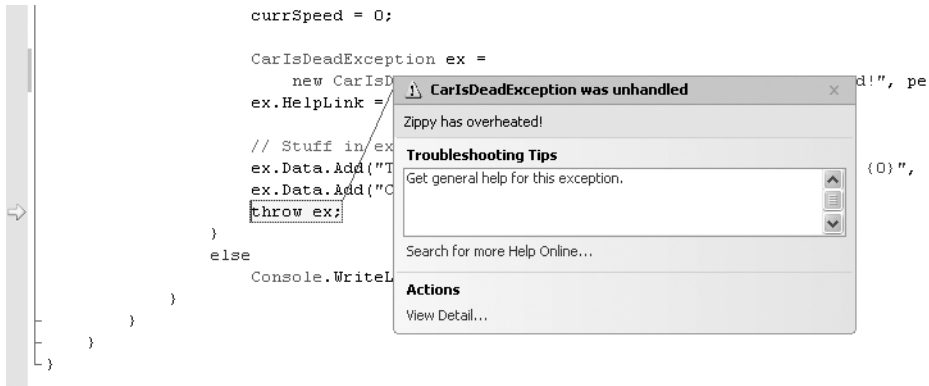 currSpeed = 0;
CarIsDeadException ex =
new CarIsD
d!", pe
ex.HelpLink =
// Stuff in ex
ex.Data.Add("T
{0}",
ex.Data.Add("C
throw ex;
}
else
Console.WriteL
}
}
}
}
CarIsDeadException was unhandled
Zippy has overheated!
Troubleshooting Tips
Get general help for this exception.
Search for more Help Online...
Actions
View Detail...